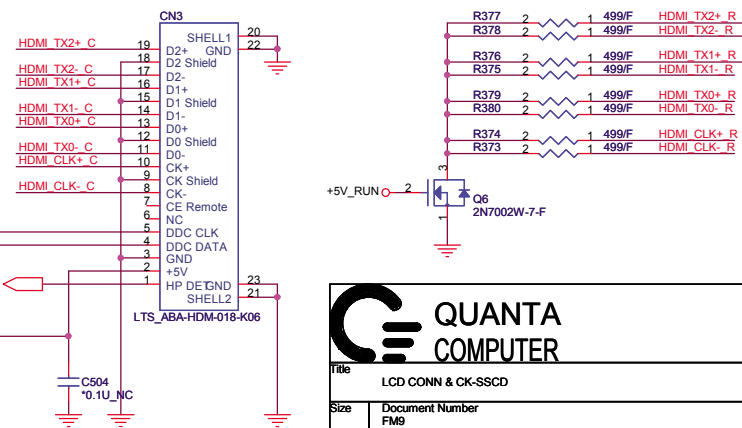 CN3
SHELL1 20
GND 22
HDMI_TX2+_C 19 D2+
18 D2 Shield
HDMI_TX2-_C 17 D2-
HDMI_TX1+_C 16 D1+
15 D1 Shield
HDMI_TX1-_C 14 D1-
HDMI_TX0+_C 13 D0+
12 D0 Shield
HDMI_TX0-_C 11 D0-
HDMI_CLK+_C 10 CK+
9 CK Shield
HDMI_CLK-_C 8 CK-
7 CE Remote
6 NC
5 DDC CLK
4 DDC DATA
3 GND
2 +5V
1 HP DET
GND 23
SHELL2 21
LTS_ABA-HDM-018-K06
C504
*0.1U_NC
R377 2 1 499/F HDMI_TX2+_R
R378 2 1 499/F HDMI_TX2-_R
R376 2 1 499/F HDMI_TX1+_R
R375 2 1 499/F HDMI_TX1-_R
R379 2 1 499/F HDMI_TX0+_R
R380 2 1 499/F HDMI_TX0-_R
R374 2 1 499/F HDMI_CLK+_R
R373 2 1 499/F HDMI_CLK-_R
3
+5V_RUN 2
Q6
2N7002W-7-F
1
QUANTA
COMPUTER
Title
LCD CONN & CK-SSCD
Size Document Number
FM9